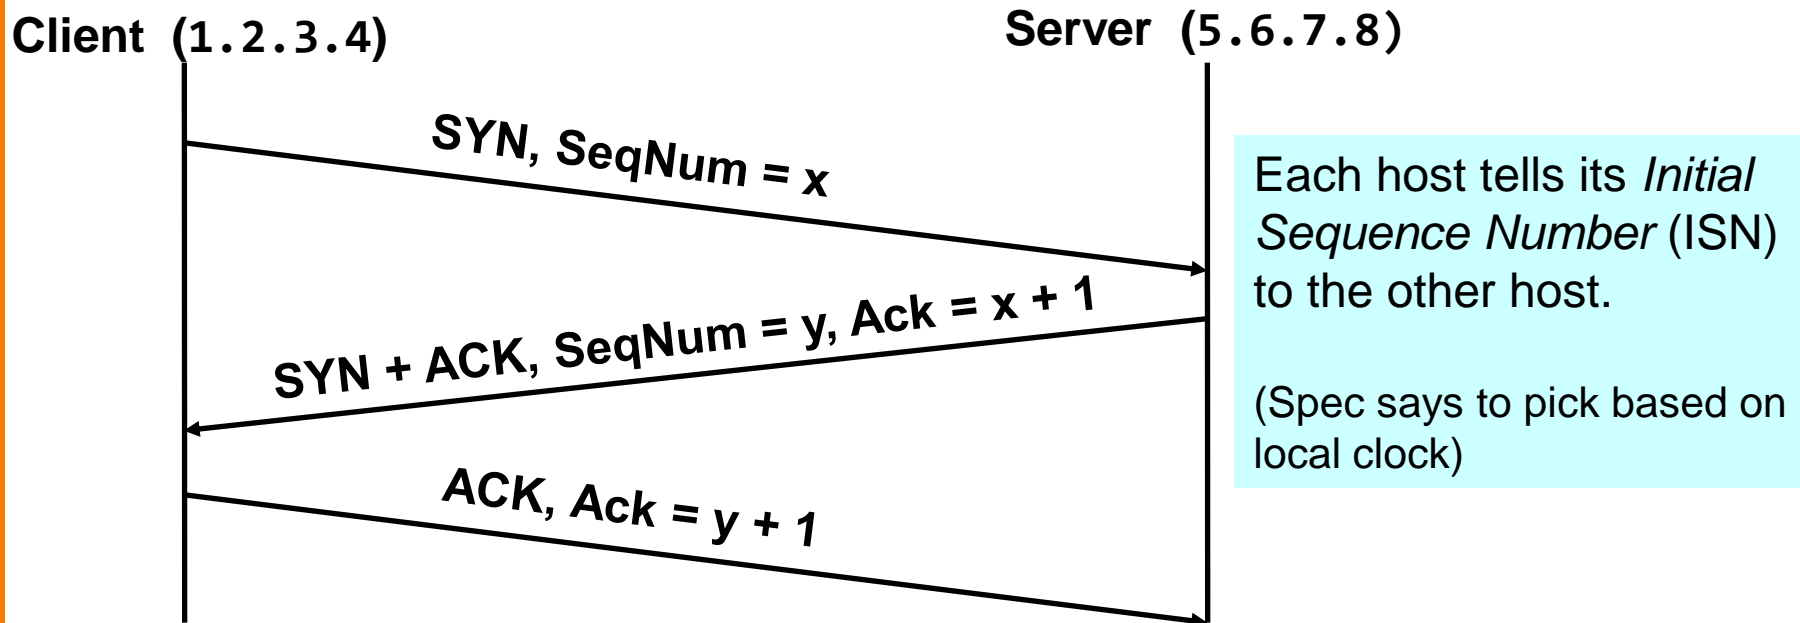 Client (1.2.3.4)
Server (5.6.7.8)
SYN, SeqNum = x
SYN + ACK, SeqNum = y, Ack = x + 1
ACK, Ack = y + 1
Each host tells its Initial
Sequence Number (ISN)
to the other host.
(Spec says to pick based on
local clock)